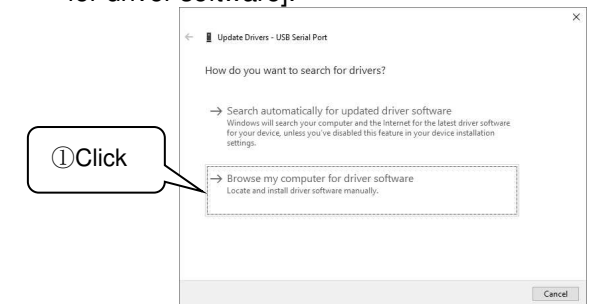 for driver software].
×
← Update Drivers - USB Serial Port
How do you want to search for drivers?
→ Search automatically for updated driver software
Windows will search your computer and the Internet for the latest driver software
for your device, unless you've disabled this feature in your device installation
settings.
①Click
→ Browse my computer for driver software
Locate and install driver software manually.
Cancel